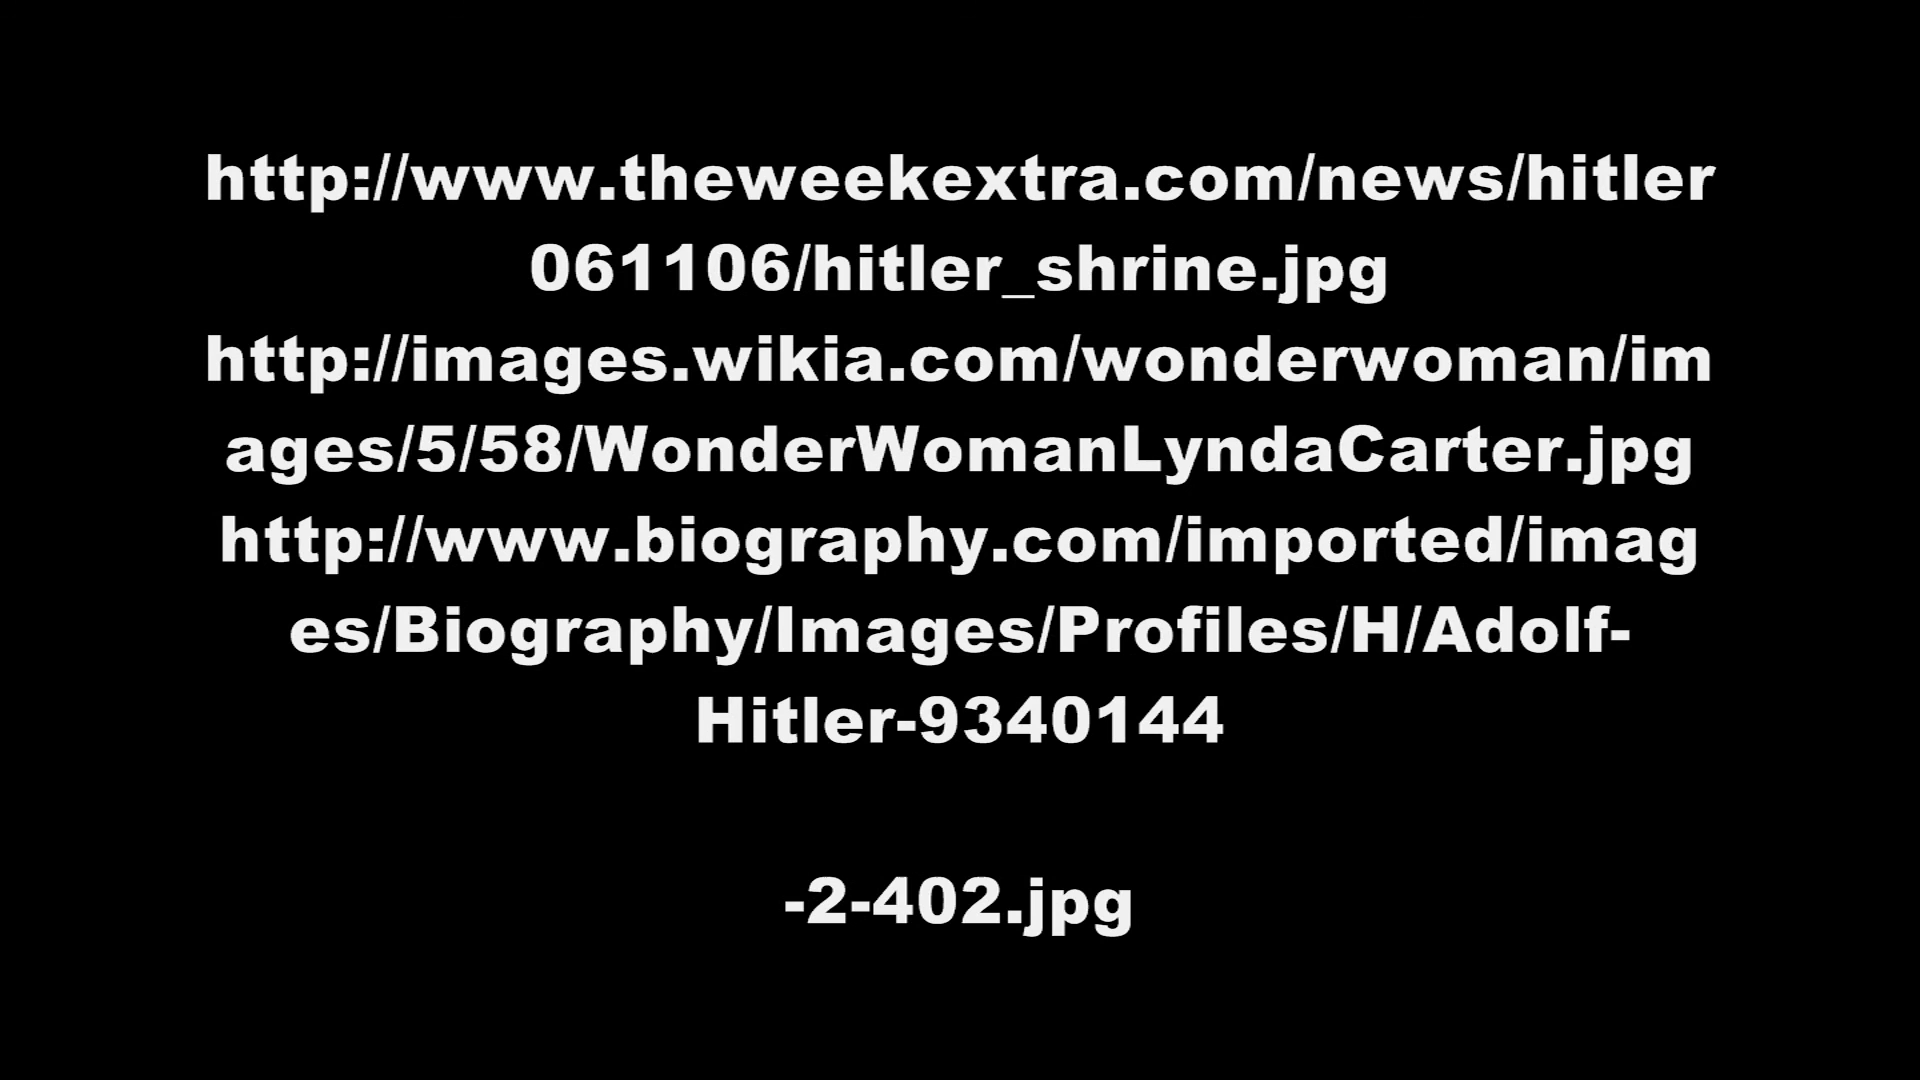 http://www.theweekextra.com/news/hitler
061106/hitler_shrine.jpg
http://images.wikia.com/wonderwoman/im
ages/5/58/WonderWomanLyndaCarter.jpg
http://www.biography.com/imported/imag
es/Biography/Images/Profiles/H/Adolf-
Hitler-9340144
-2-402.jpg